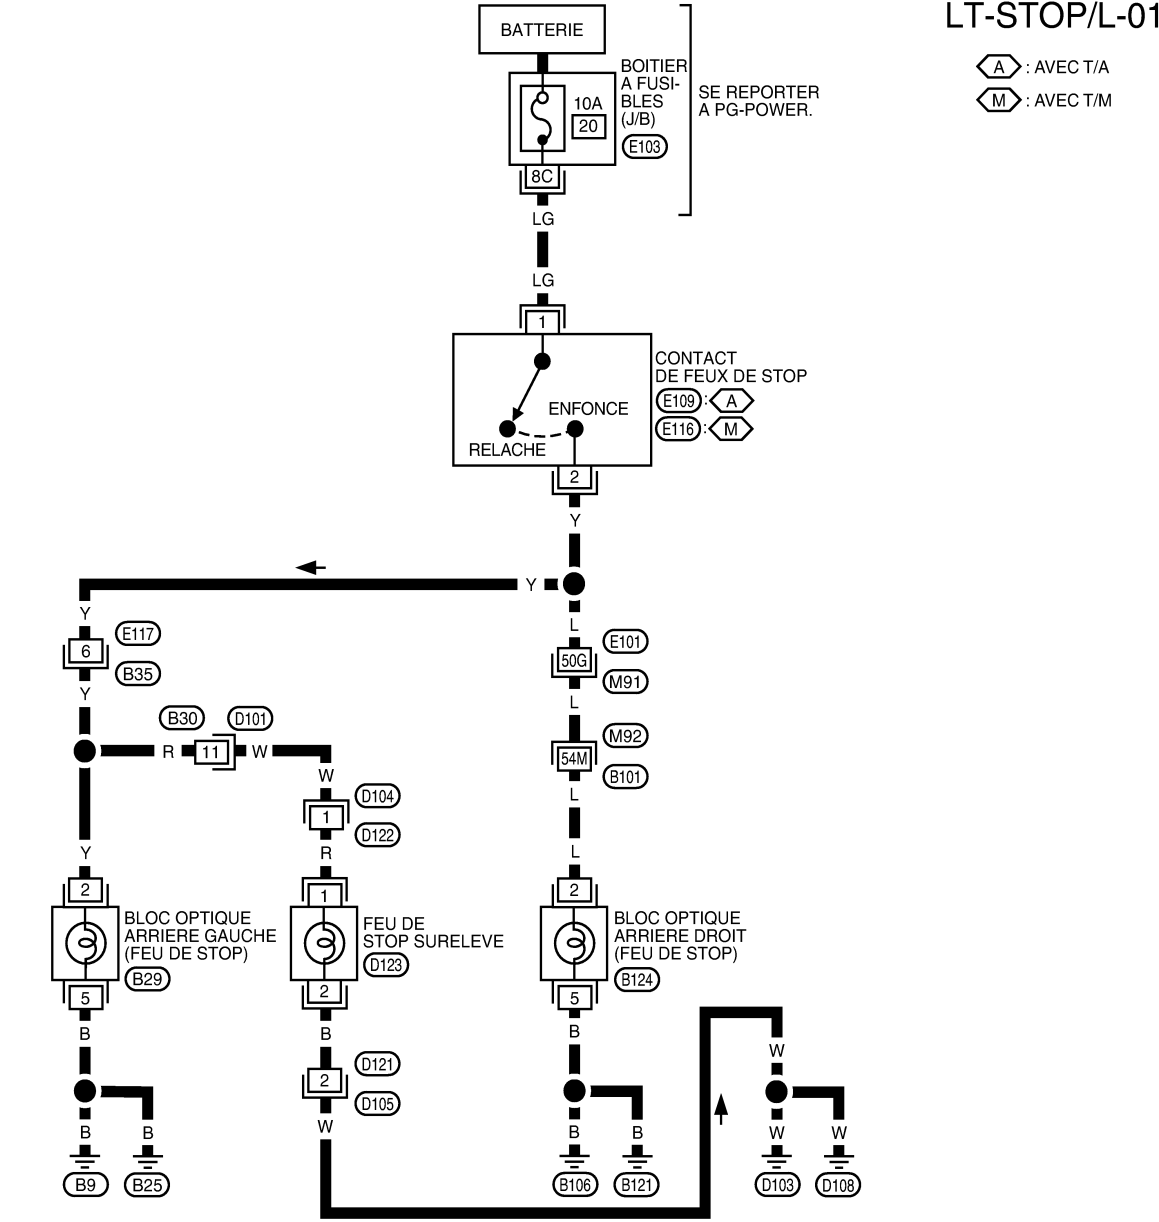 LT-STOP/L-01
A : AVEC T/A
M : AVEC T/M
BATTERIE
BOITIER
A FUSI-
BLES
(J/B)
E103
10A
20
SE REPORTER
A PG-POWER.
8C
LG
LG
1
CONTACT
DE FEUX DE STOP
E109 : A
E116 : M
ENFONCE
RELACHE
2
Y
Y
Y
L
6
E117
B35
50G
E101
M91
Y
L
B30
D101
R
11
W
M92
54M
B101
W
L
D104
1
D122
Y
R
L
2
1
2
BLOC OPTIQUE
ARRIERE GAUCHE
(FEU DE STOP)
B29
FEU DE
STOP SURELEVE
D123
BLOC OPTIQUE
ARRIERE DROIT
(FEU DE STOP)
B124
5
2
5
B
B
B
W
D121
2
D105
W
B
B
B
B
W
W
B9
B25
B106
B121
D103
D108